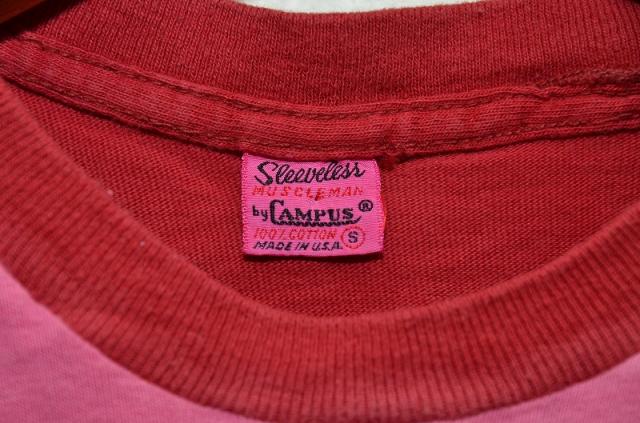 Sleeveless
MUSCLEMAN
by CAMPUS®
100% COTTON S
MADE IN U.S.A.